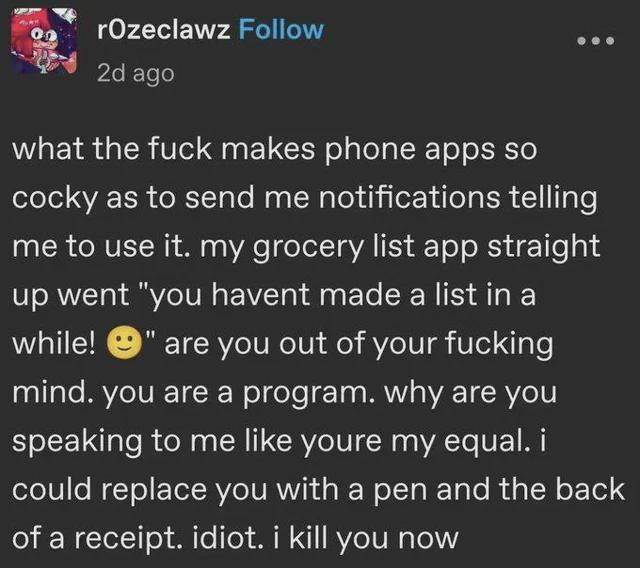 r0zeclawz Follow
2d ago
what the fuck makes phone apps so
cocky as to send me notifications telling
me to use it. my grocery list app straight
up went "you havent made a list in a
while! 🙂" are you out of your fucking
mind. you are a program. why are you
speaking to me like youre my equal. i
could replace you with a pen and the back
of a receipt. idiot. i kill you now